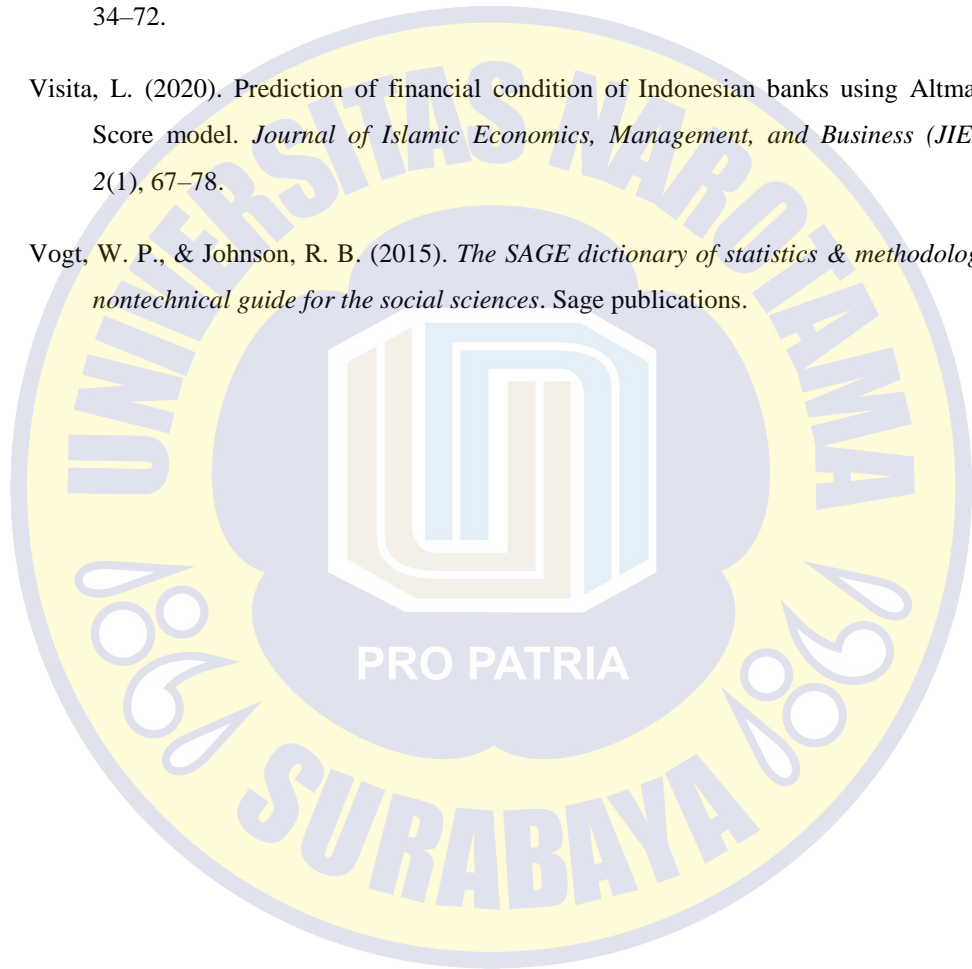 34–72.
Visita, L. (2020). Prediction of financial condition of Indonesian banks using Altma
Score model. Journal of Islamic Economics, Management, and Business (JIE
2(1), 67–78.
Vogt, W. P., & Johnson, R. B. (2015). The SAGE dictionary of statistics & methodolog
nontechnical guide for the social sciences. Sage publications.
UNIVERSITAS NAROTAMA
PRO PATRIA
SURABAYA